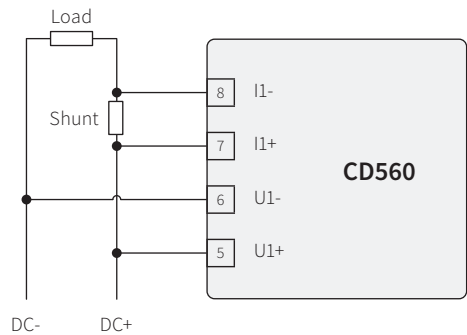 Load
8 I1-
Shunt
7 I1+
CD560
6 U1-
5 U1+
DC- DC+